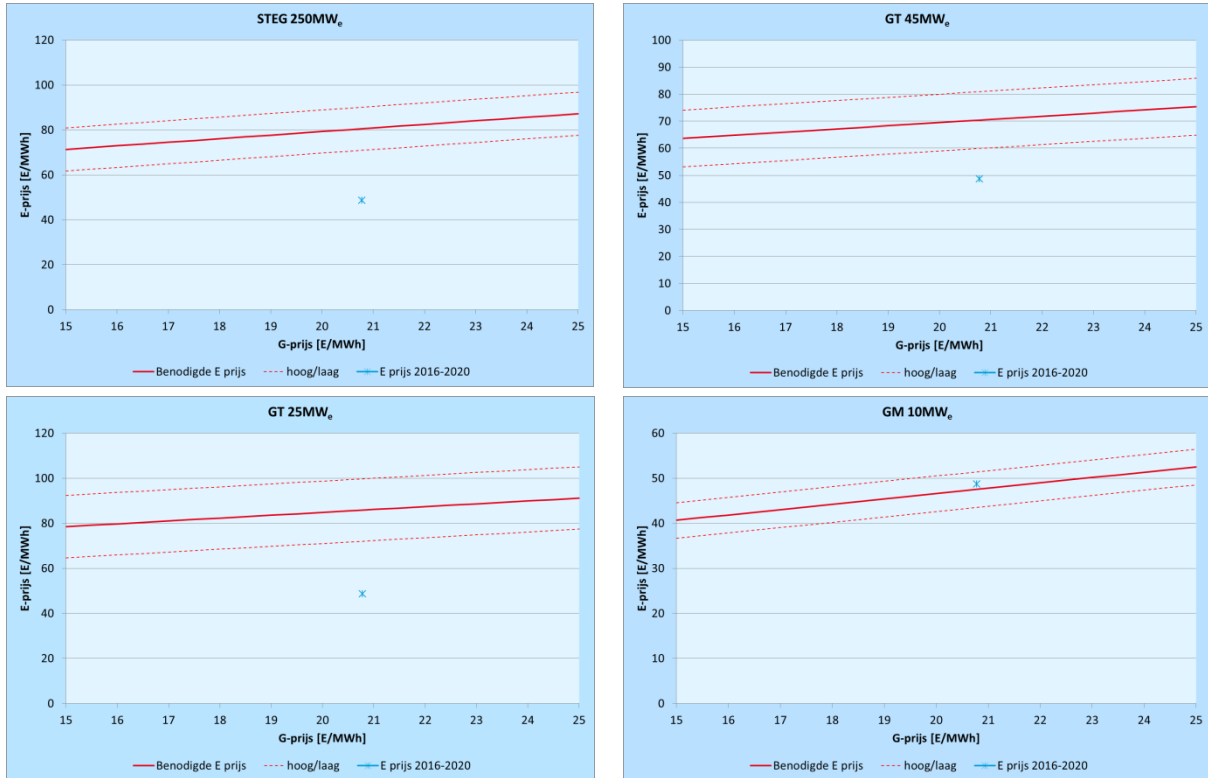 STEG 250MWe
E-prijs [E/MWh]
120
100
80
60
40
20
0
15 16 17 18 19 20 21 22 23 24 25
G-prijs [E/MWh]
Benodigde E prijs hoog/laag E prijs 2016-2020
GT 45MWe
E-prijs [E/MWh]
100
90
80
70
60
50
40
30
20
10
0
15 16 17 18 19 20 21 22 23 24 25
G-prijs [E/MWh]
Benodigde E prijs hoog/laag E prijs 2016-2020
GT 25MWe
E-prijs [E/MWh]
120
100
80
60
40
20
0
15 16 17 18 19 20 21 22 23 24 25
G-prijs [E/MWh]
Benodigde E prijs hoog/laag E prijs 2016-2020
GM 10MWe
E-prijs [E/MWh]
60
50
40
30
20
10
0
15 16 17 18 19 20 21 22 23 24 25
G-prijs [E/MWh]
Benodigde E prijs hoog/laag E prijs 2016-2020